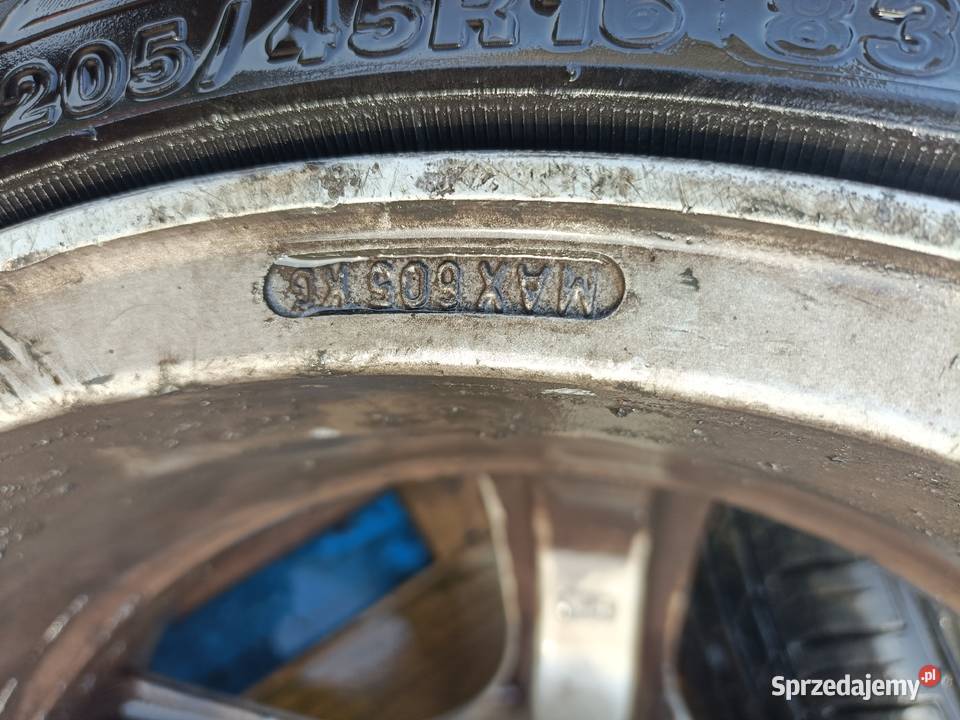 205/45R16 83
MAX 605 KG
Sprzedajemy.pl